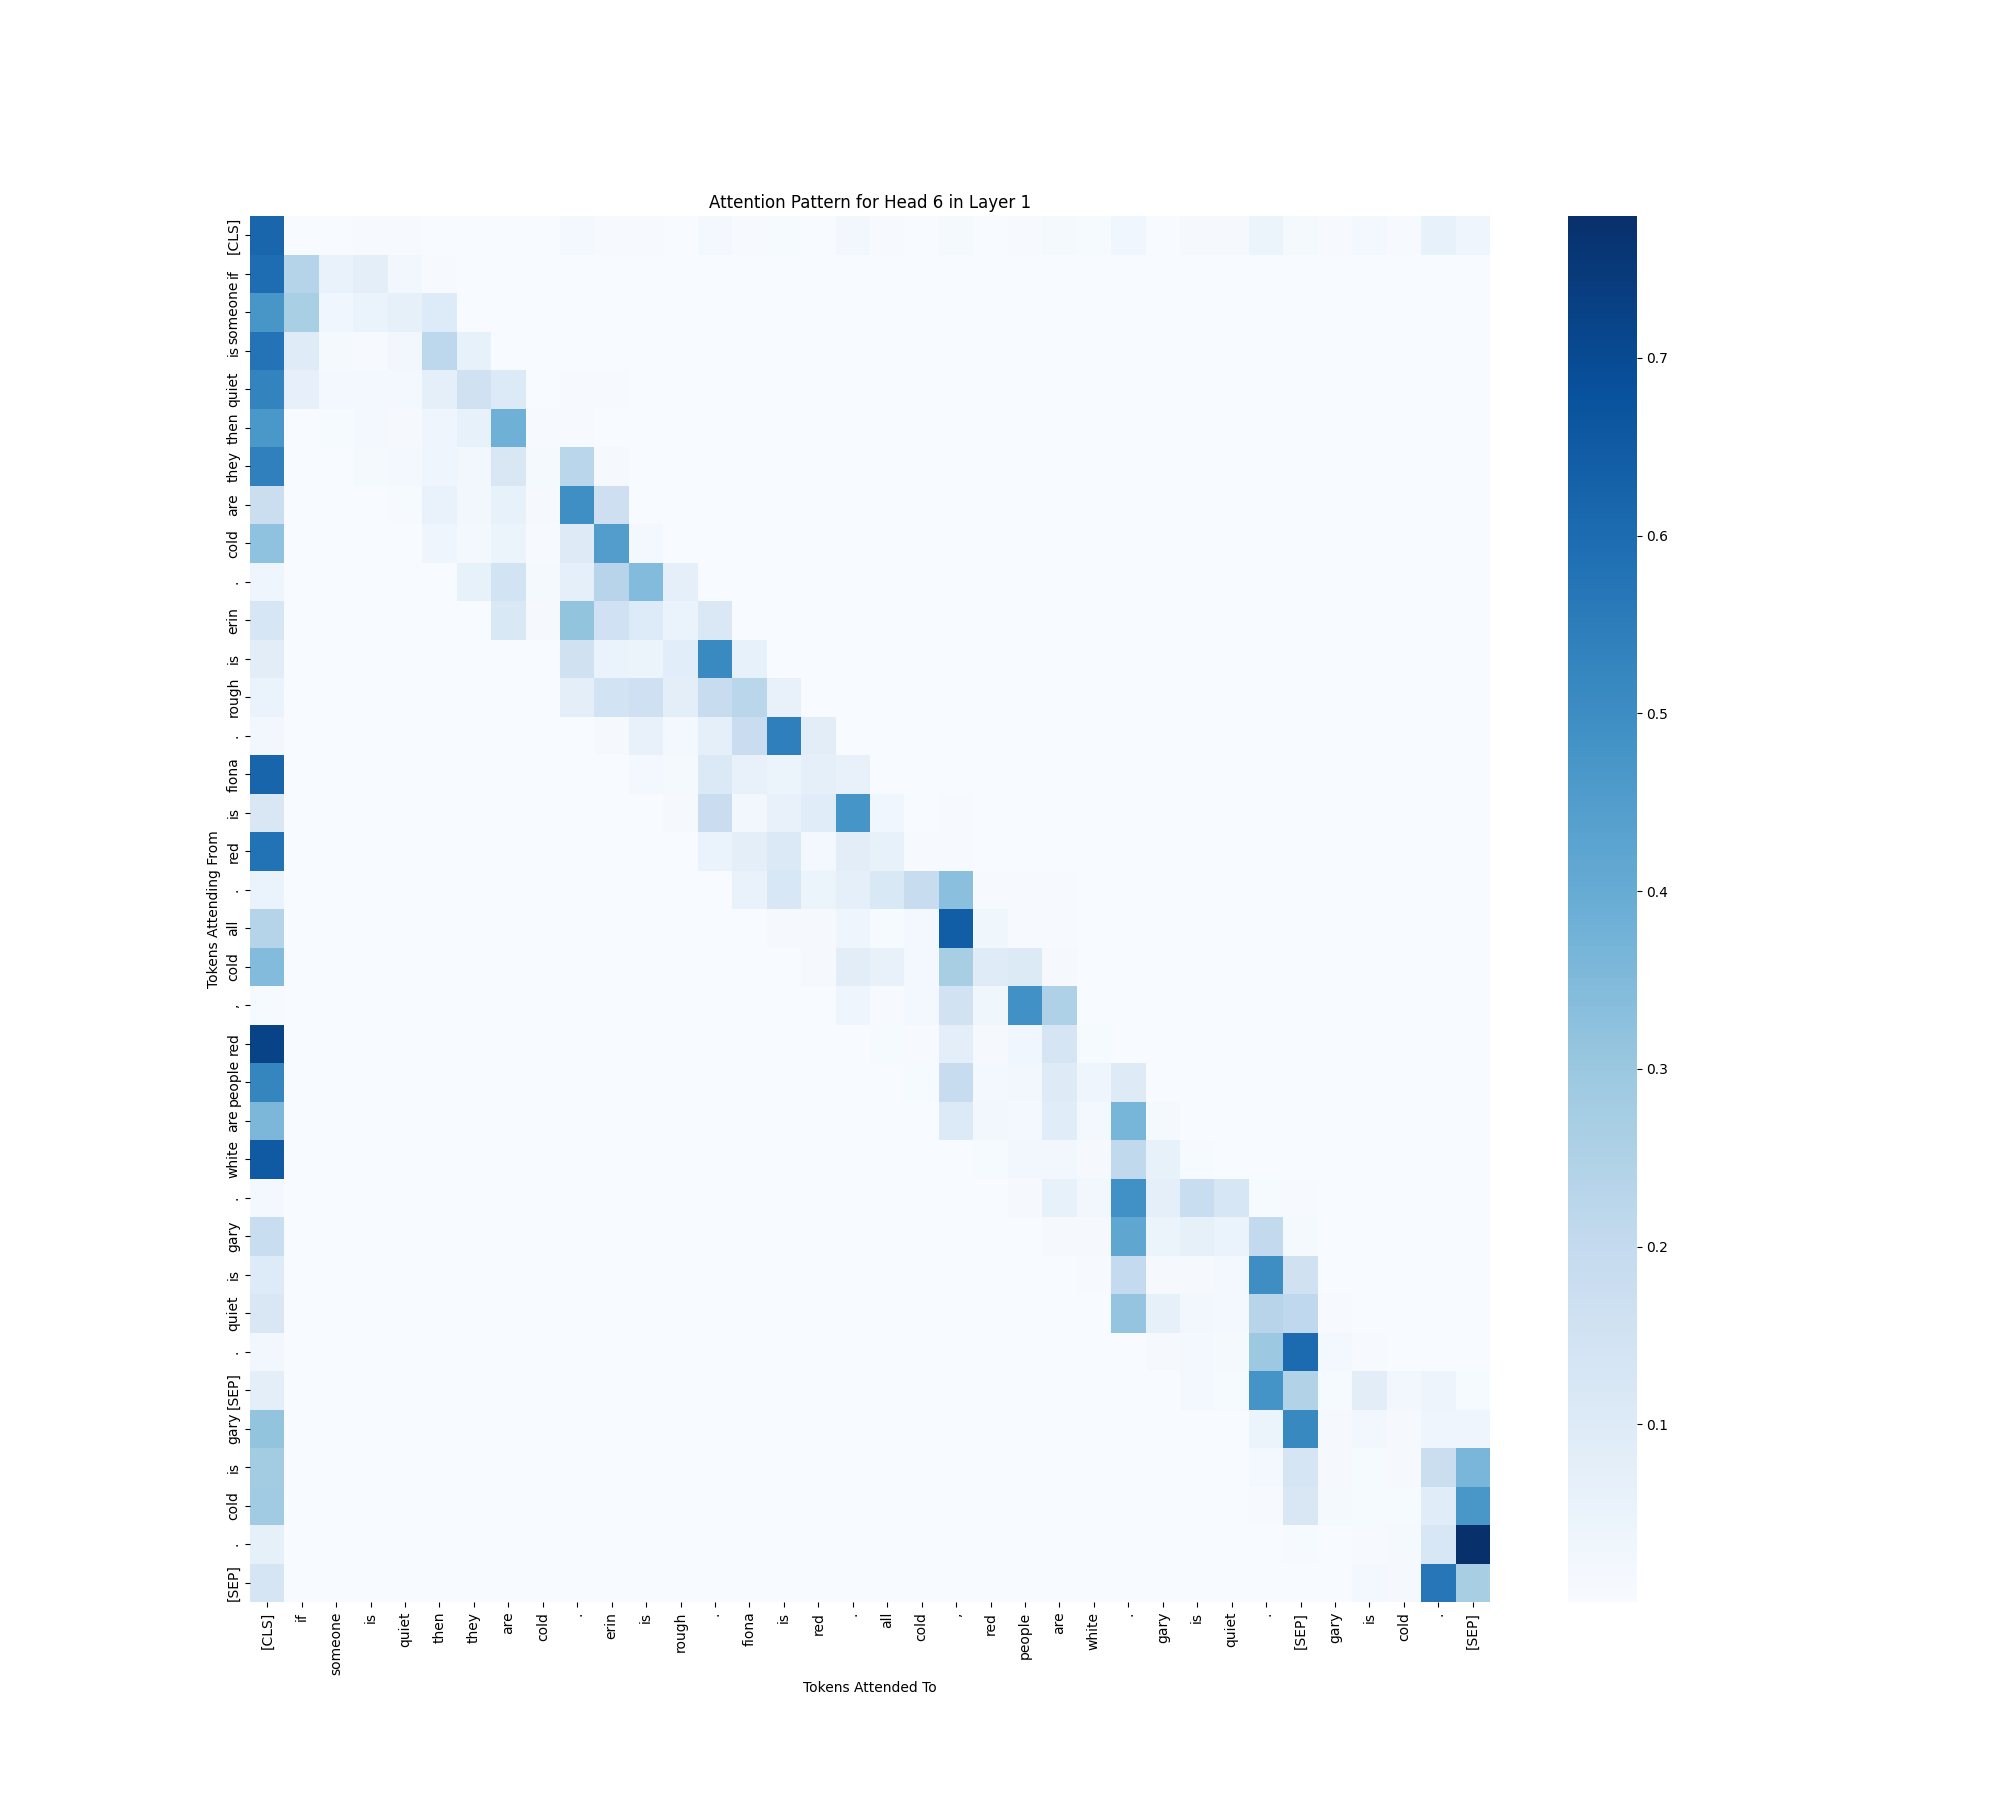 Attention Pattern for Head 6 in Layer 1
Tokens Attending From
[CLS]
if
someone
is
quiet
then
they
are
cold
.
erin
is
rough
.
fiona
is
red
.
all
cold
,
red
people
are
white
.
gary
is
quiet
.
[SEP]
gary
is
cold
.
[SEP]
[CLS] if someone is quiet then they are cold . erin is rough . fiona is red . all cold , red people are white . gary is quiet . [SEP] gary is cold . [SEP]
Tokens Attended To
0.7
0.6
0.5
0.4
0.3
0.2
0.1